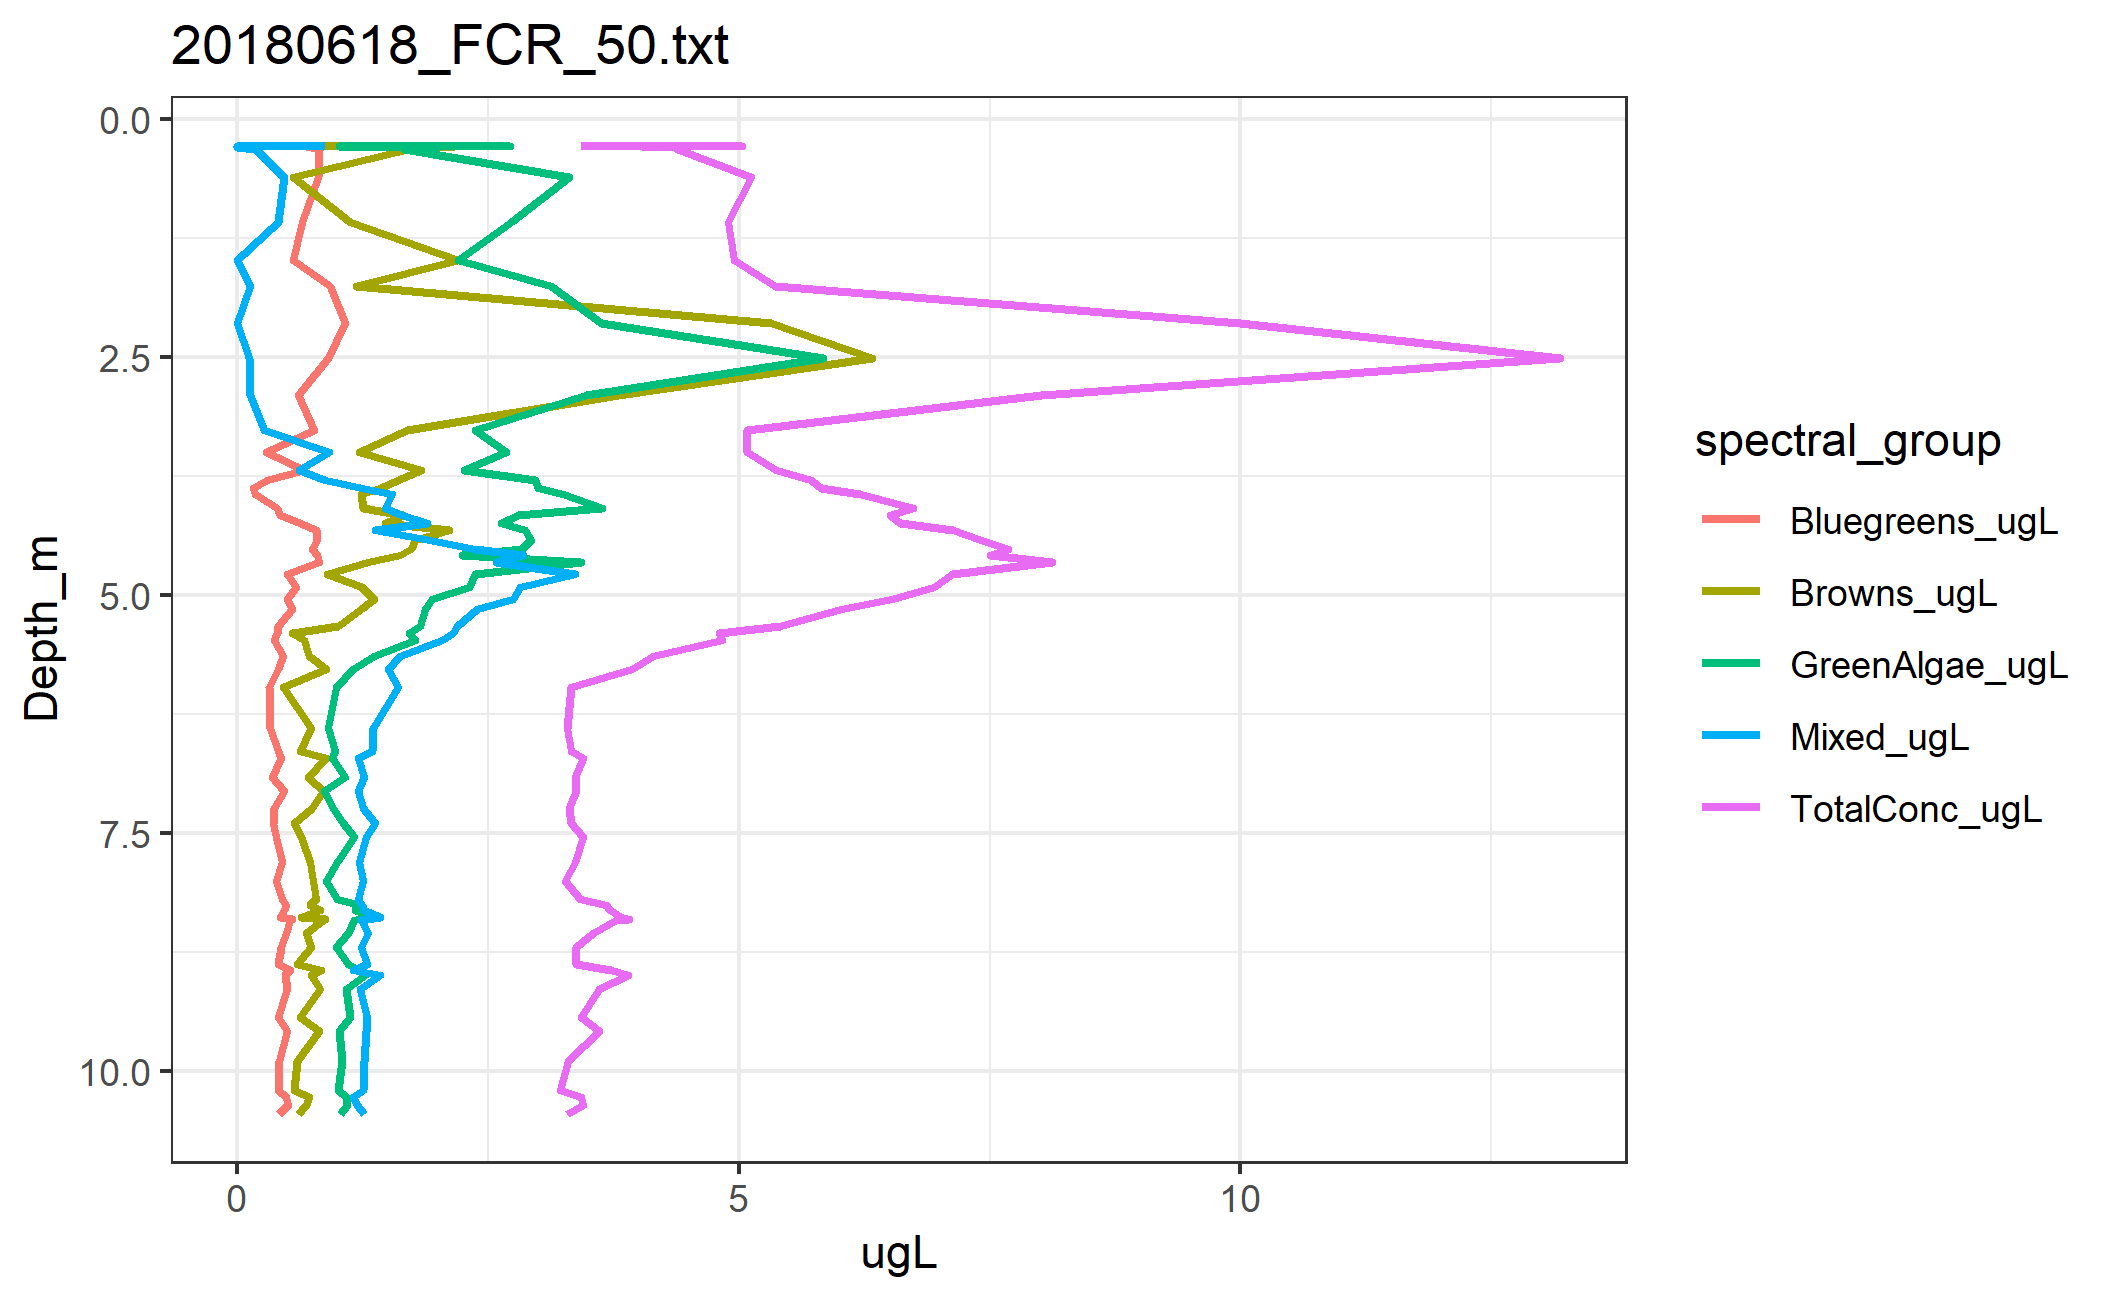 20180618_FCR_50.txt
0.0
2.5
5.0
7.5
10.0
Depth_m
0
5
10
ugL
spectral_group
Bluegreens_ugL
Browns_ugL
GreenAlgae_ugL
Mixed_ugL
TotalConc_ugL